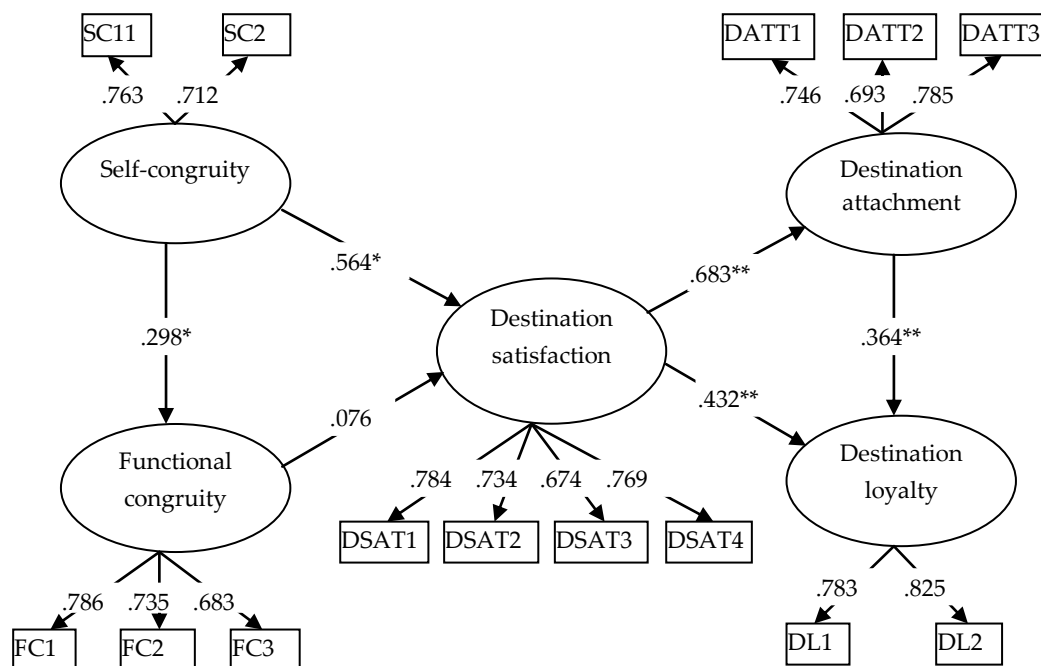 SC11
SC2
DATT1
DATT2
DATT3
.763
.712
.746
.693
.785
Self-congruity
Destination
attachment
.564*
.683**
.298*
Destination
satisfaction
.364**
.076
.432**
Functional
congruity
Destination
loyalty
.784
.734
.674
.769
DSAT1
DSAT2
DSAT3
DSAT4
.786
.735
.683
.783
.825
FC1
FC2
FC3
DL1
DL2